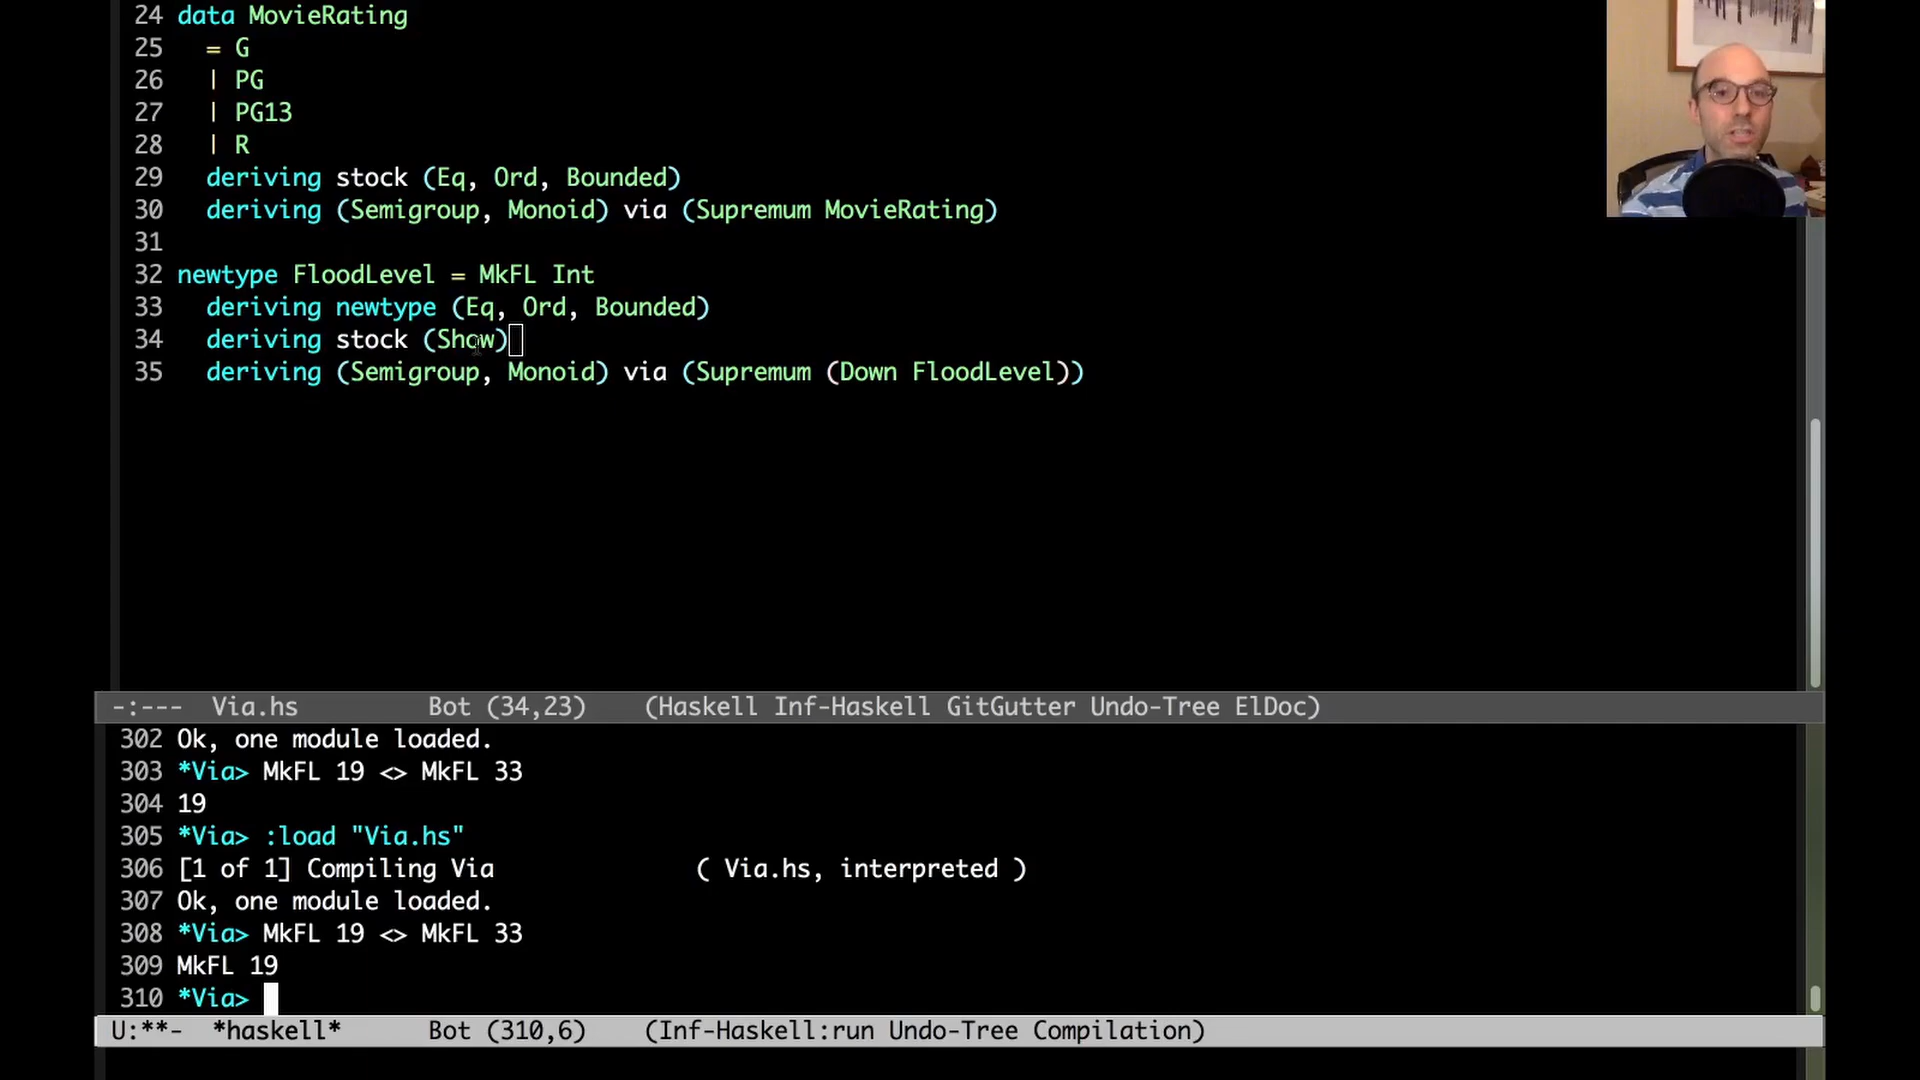 24 data MovieRating
25   = G
26   | PG
27   | PG13
28   | R
29   deriving stock (Eq, Ord, Bounded)
30   deriving (Semigroup, Monoid) via (Supremum MovieRating)
31
32 newtype FloodLevel = MkFL Int
33   deriving newtype (Eq, Ord, Bounded)
34   deriving stock (Show)
35   deriving (Semigroup, Monoid) via (Supremum (Down FloodLevel))
-:---  Via.hs         Bot (34,23)    (Haskell Inf-Haskell GitGutter Undo-Tree ElDoc)
302 Ok, one module loaded.
303 *Via> MkFL 19 <> MkFL 33
304 19
305 *Via> :load "Via.hs"
306 [1 of 1] Compiling Via              ( Via.hs, interpreted )
307 Ok, one module loaded.
308 *Via> MkFL 19 <> MkFL 33
309 MkFL 19
310 *Via>
U:**-  *haskell*      Bot (310,6)    (Inf-Haskell:run Undo-Tree Compilation)